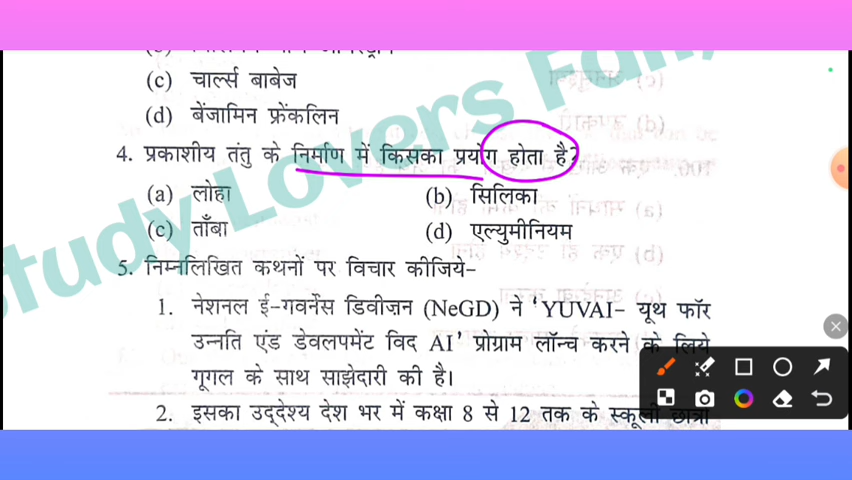 (c) चार्ल्स बाबेज
(d) बेंजामिन फ्रेंकलिन
4. प्रकाशीय तंतु के निर्माण में किसका प्रयोग होता है?
(a) लोहा (b) सिलिका
(c) ताँबा (d) एल्युमीनियम
5. निम्नलिखित कथनों पर विचार कीजिये-
1. नेशनल ई-गवर्नेंस डिवीज़न (NeGD) ने 'YUVAI- यूथ फॉर
उन्नति एंड डेवलपमेंट विद AI' प्रोग्राम लॉन्च करने के लिये
गूगल के साथ साझेदारी की है।
2. इसका उद्देश्य देश भर में कक्षा 8 से 12 तक के स्कूली छात्रों
Study Lovers